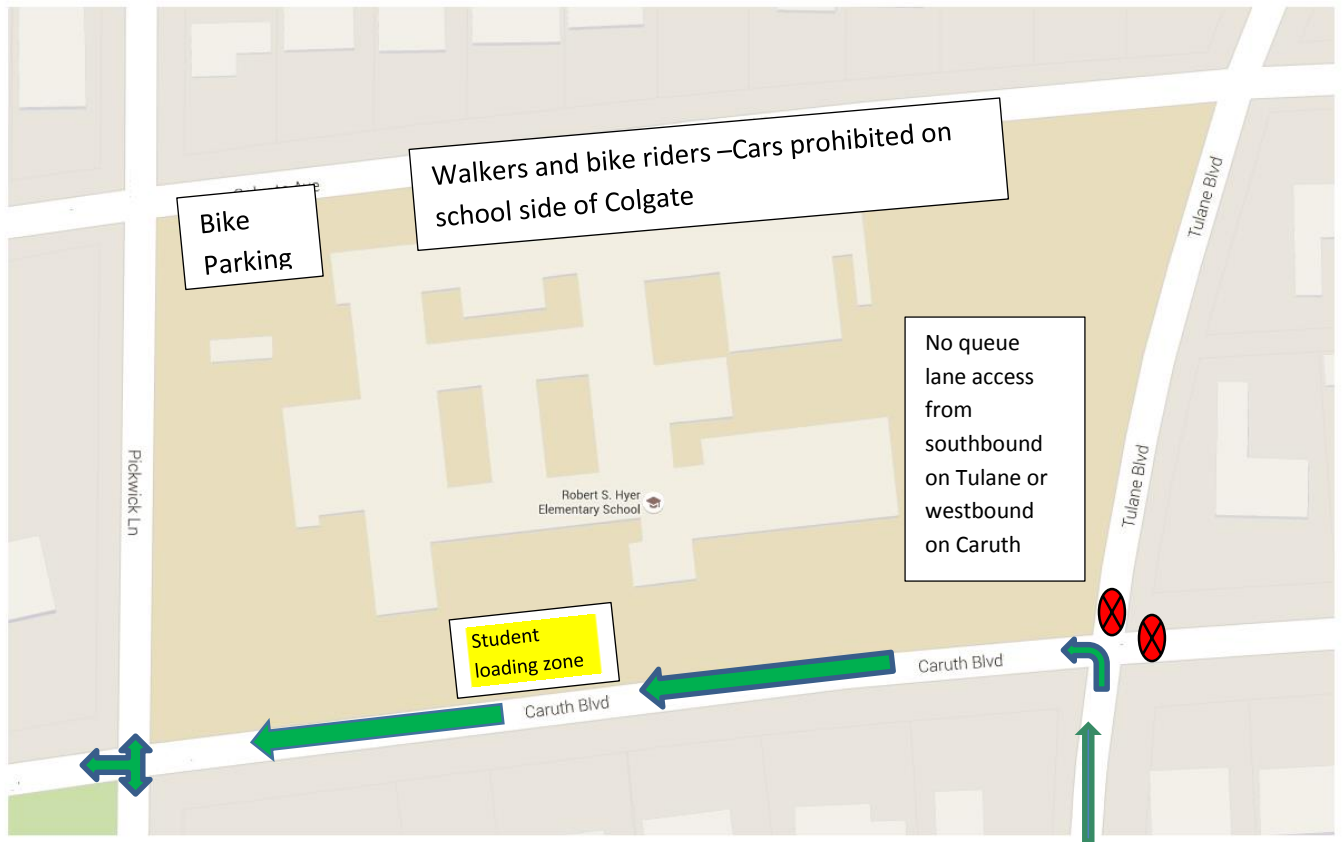 Walkers and bike riders –Cars prohibited on
school side of Colgate
Bike
Parking
Tulane Blvd
No queue
lane access
from
southbound
on Tulane or
westbound
on Caruth
Pickwick Ln
Tulane Blvd
Robert S. Hyer
Elementary School
Student
loading zone
Caruth Blvd
Caruth Blvd